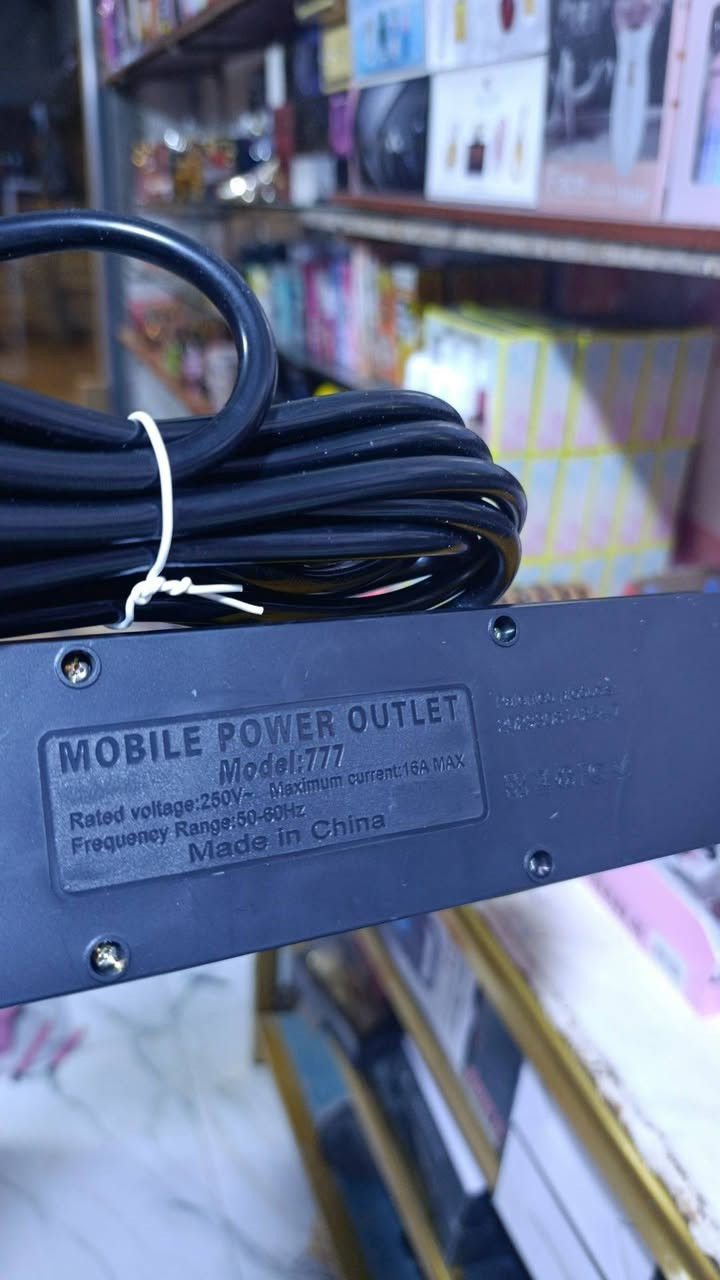 MOBILE POWER OUTLET
Model:777
Rated voltage:250V~ Maximum current:16A MAX
Frequency Range:50-60Hz
Made in China